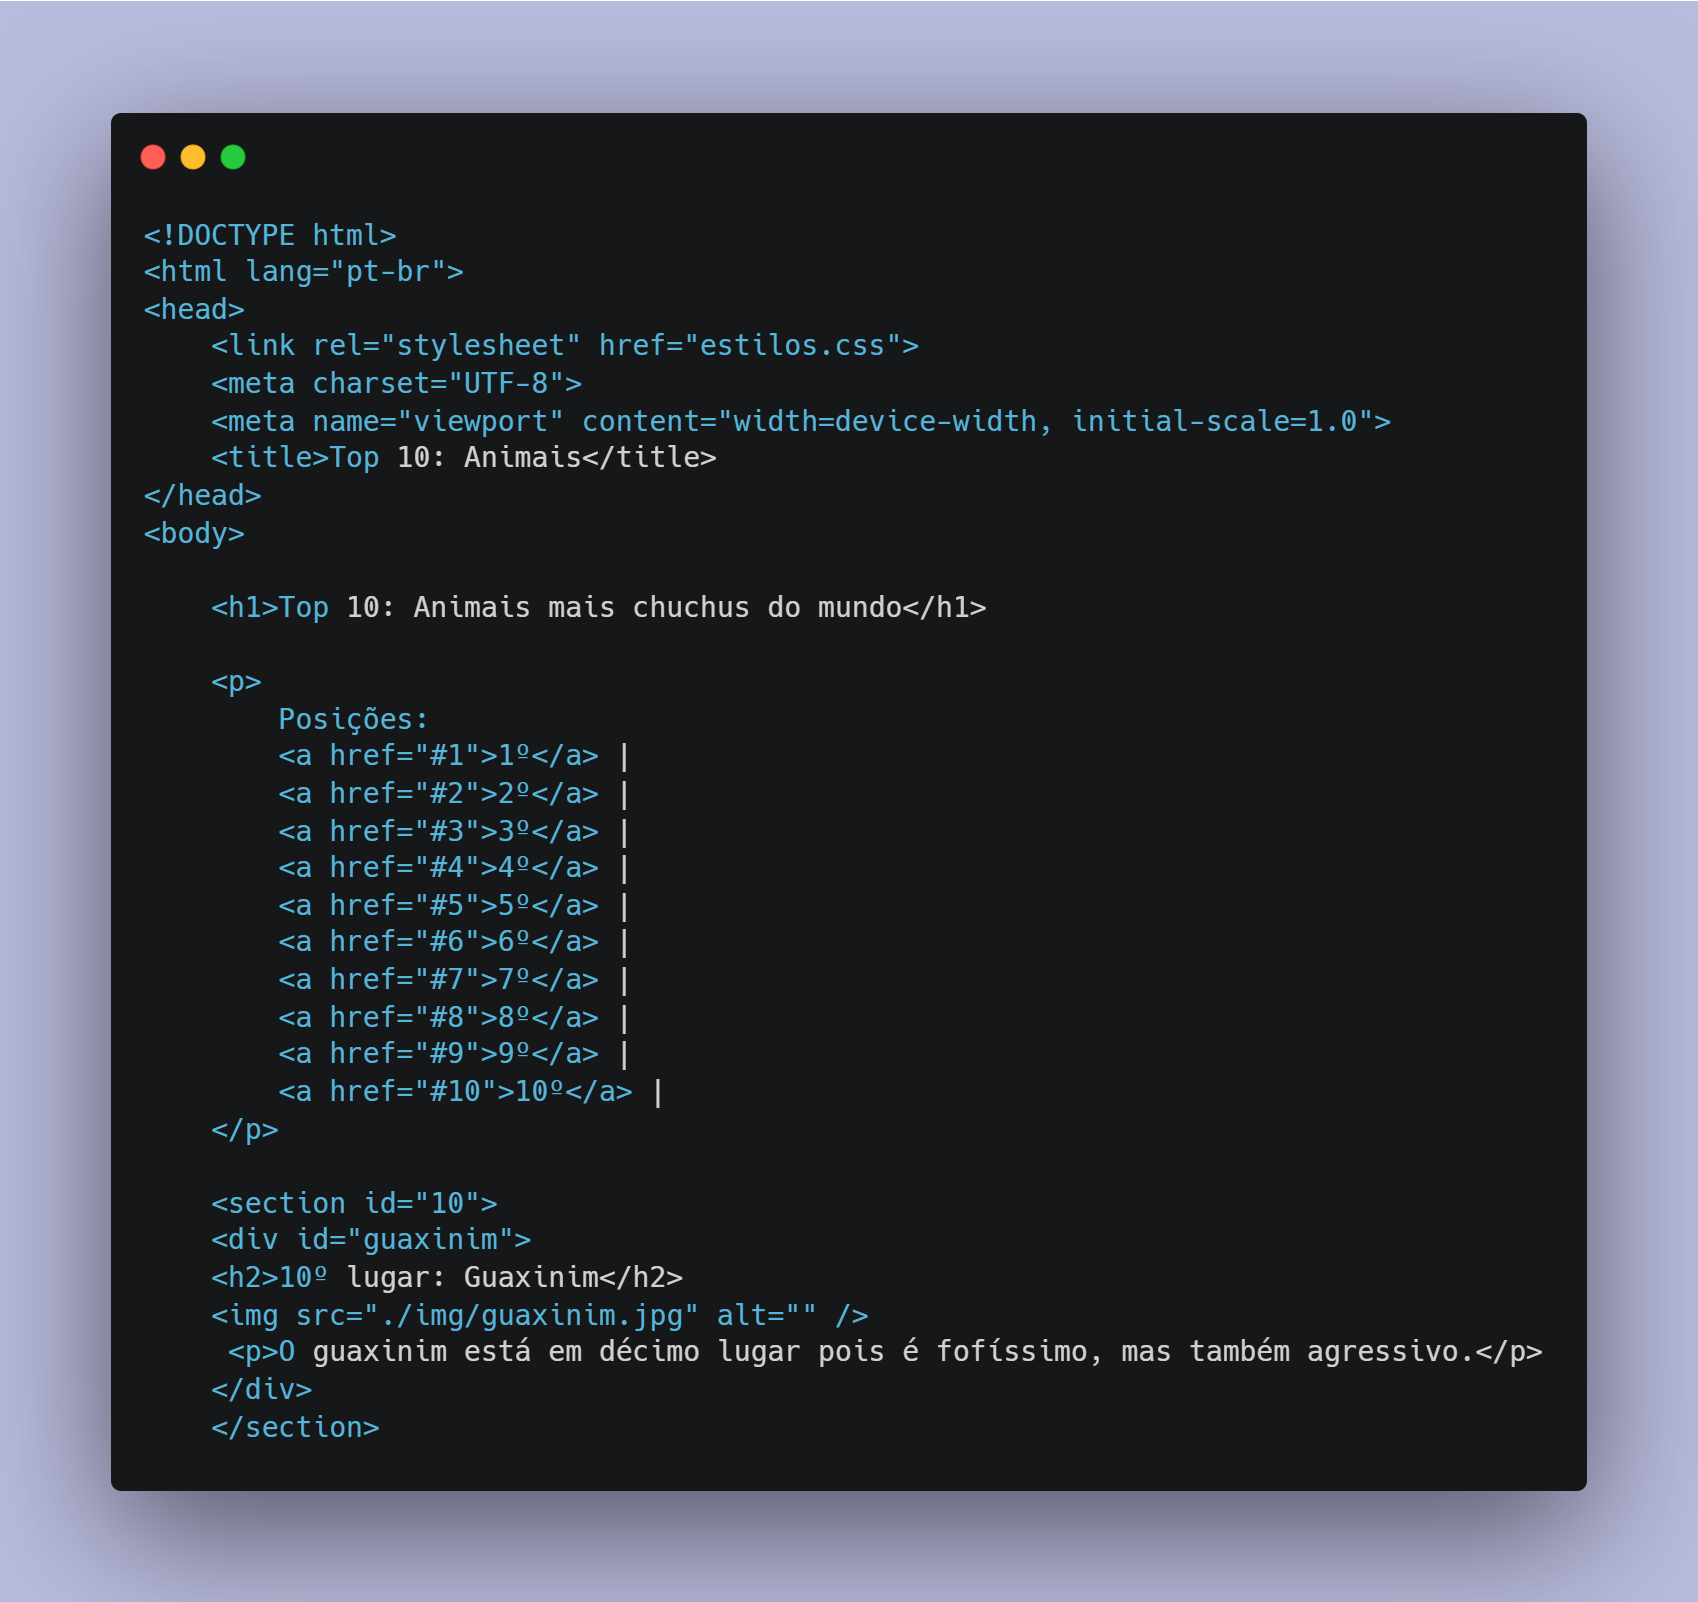 <!DOCTYPE html>
<html lang="pt-br">
<head>
    <link rel="stylesheet" href="estilos.css">
    <meta charset="UTF-8">
    <meta name="viewport" content="width=device-width, initial-scale=1.0">
    <title>Top 10: Animais</title>
</head>
<body>

    <h1>Top 10: Animais mais chuchus do mundo</h1>

    <p>
        Posições:
        <a href="#1">1º</a> |
        <a href="#2">2º</a> |
        <a href="#3">3º</a> |
        <a href="#4">4º</a> |
        <a href="#5">5º</a> |
        <a href="#6">6º</a> |
        <a href="#7">7º</a> |
        <a href="#8">8º</a> |
        <a href="#9">9º</a> |
        <a href="#10">10º</a> |
    </p>

    <section id="10">
    <div id="guaxinim">
    <h2>10º lugar: Guaxinim</h2>
    <img src="./img/guaxinim.jpg" alt="" />
     <p>O guaxinim está em décimo lugar pois é fofíssimo, mas também agressivo.</p>
    </div>
    </section>